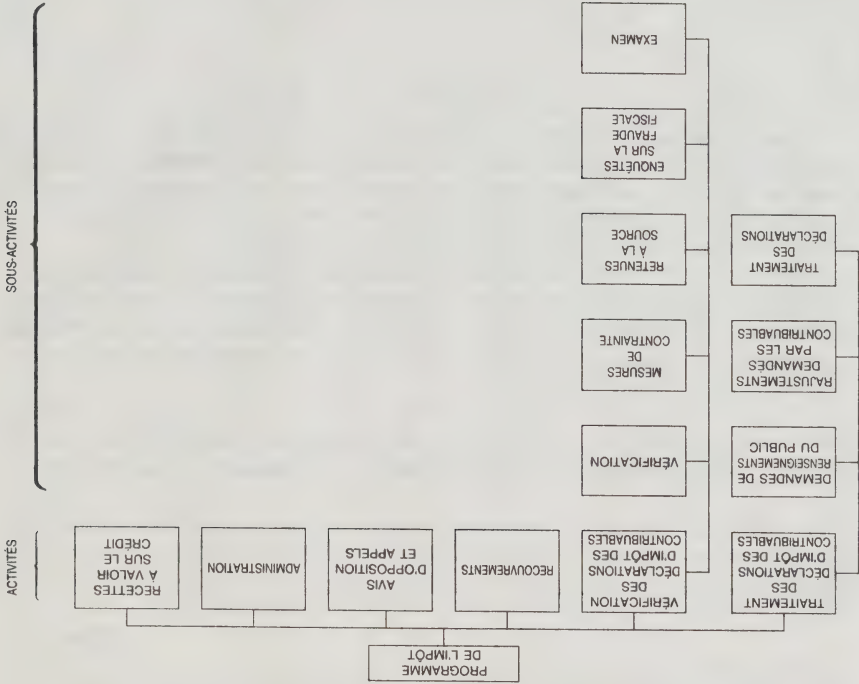 PROGRAMME
DE L'IMPÔT
ACTIVITÉS
TRAITEMENT
DES
DÉCLARATIONS
D'IMPÔT DES
CONTRIBUABLES
VÉRIFICATION
DES
DÉCLARATIONS
D'IMPÔT DES
CONTRIBUABLES
RECOUVREMENTS
AVIS
D'OPPOSITION
ET APPELS
ADMINISTRATION
RECETTES
À VALOIR
SUR LE
CRÉDIT
SOUS-ACTIVITÉS
DEMANDES DE
RENSEIGNEMENTS
DU PUBLIC
VÉRIFICATION
RAJUSTEMENTS
DEMANDÉS
PAR LES
CONTRIBUABLES
MESURES
DE
CONTRAINTE
TRAITEMENT
DES
DÉCLARATIONS
RETENUES
À LA
SOURCE
ENQUÊTES
SUR LA
FRAUDE
FISCALE
EXAMEN